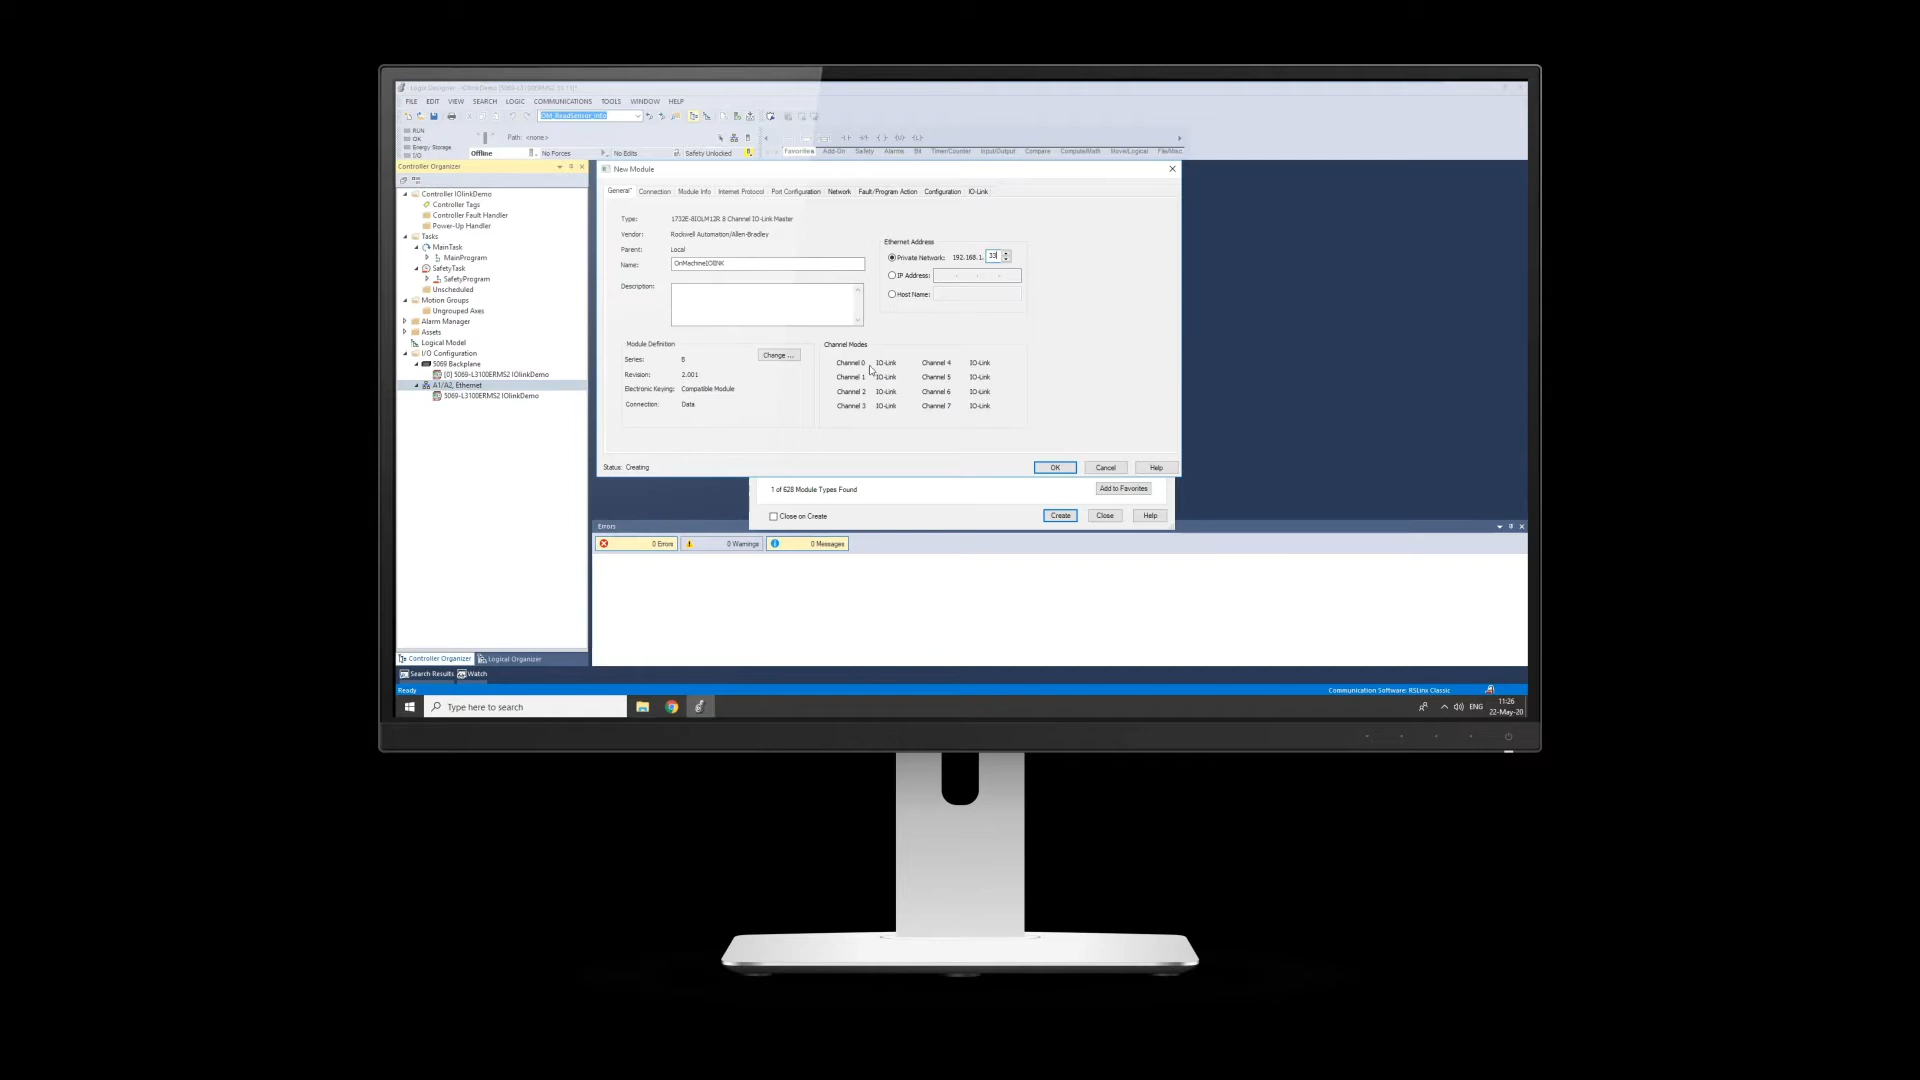 Logix Designer - IOlinkDemo [5069-L3100ERMS2 33.11]*
FILE EDIT VIEW SEARCH LOGIC COMMUNICATIONS TOOLS WINDOW HELP
OM_ReadSensor_Info
RUN
OK
Energy Storage
I/O
Path: <none>
Offline No Forces No Edits Safety Unlocked
Favorites Add-On Safety Alarms Bit Timer/Counter Input/Output Compare Compute/Math Move/Logical File/Misc.
Controller Organizer
Controller IOlinkDemo
Controller Tags
Controller Fault Handler
Power-Up Handler
Tasks
MainTask
MainProgram
SafetyTask
SafetyProgram
Unscheduled
Motion Groups
Ungrouped Axes
Alarm Manager
Assets
Logical Model
I/O Configuration
5069 Backplane
[0] 5069-L3100ERMS2 IOlinkDemo
A1/A2, Ethernet
5069-L3100ERMS2 IOlinkDemo
Controller Organizer Logical Organizer
New Module
General* Connection Module Info Internet Protocol Port Configuration Network Fault/Program Action Configuration IO-Link
Type: 1732E-8IOLM12R 8 Channel IO-Link Master
Vendor: Rockwell Automation/Allen-Bradley
Parent: Local
Name: OnMachineIOlINK
Description:
Ethernet Address
Private Network: 192.168.1. 33
IP Address:
Host Name:
Module Definition
Change ...
Series: B
Revision: 2.001
Electronic Keying: Compatible Module
Connection: Data
Channel Modes
Channel 0 IO-Link Channel 4 IO-Link
Channel 1 IO-Link Channel 5 IO-Link
Channel 2 IO-Link Channel 6 IO-Link
Channel 3 IO-Link Channel 7 IO-Link
Status: Creating
OK Cancel Help
1 of 628 Module Types Found
Add to Favorites
Close on Create
Create Close Help
Errors
0 Errors 0 Warnings 0 Messages
Search Results Watch
Ready
Communication Software: RSLinx Classic
Type here to search
ENG
11:26
22-May-20